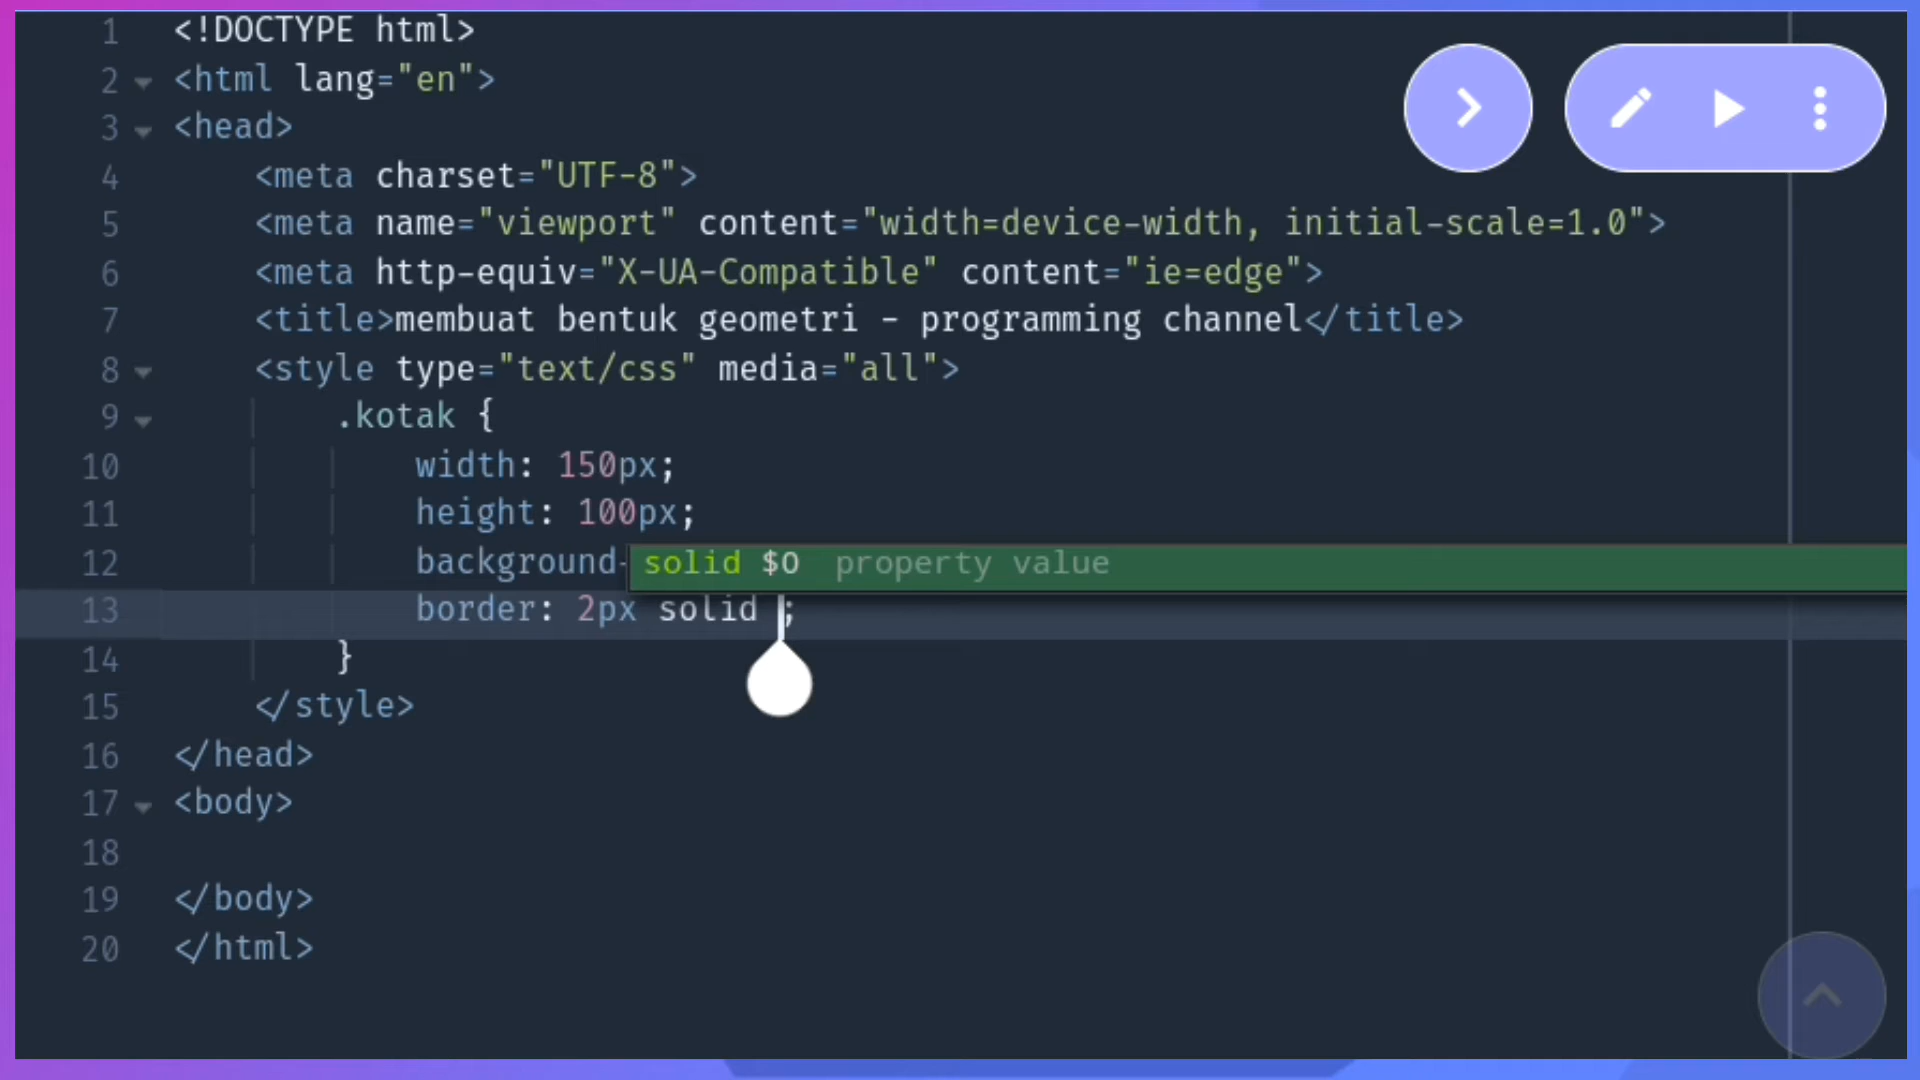 1 <!DOCTYPE html>
2 <html lang="en">
3 <head>
4 <meta charset="UTF-8">
5 <meta name="viewport" content="width=device-width, initial-scale=1.0">
6 <meta http-equiv="X-UA-Compatible" content="ie=edge">
7 <title>membuat bentuk geometri - programming channel</title>
8 <style type="text/css" media="all">
9 .kotak {
10 width: 150px;
11 height: 100px;
12 background-
solid $0 property value
13 border: 2px solid ;
14 }
15 </style>
16 </head>
17 <body>
18
19 </body>
20 </html>